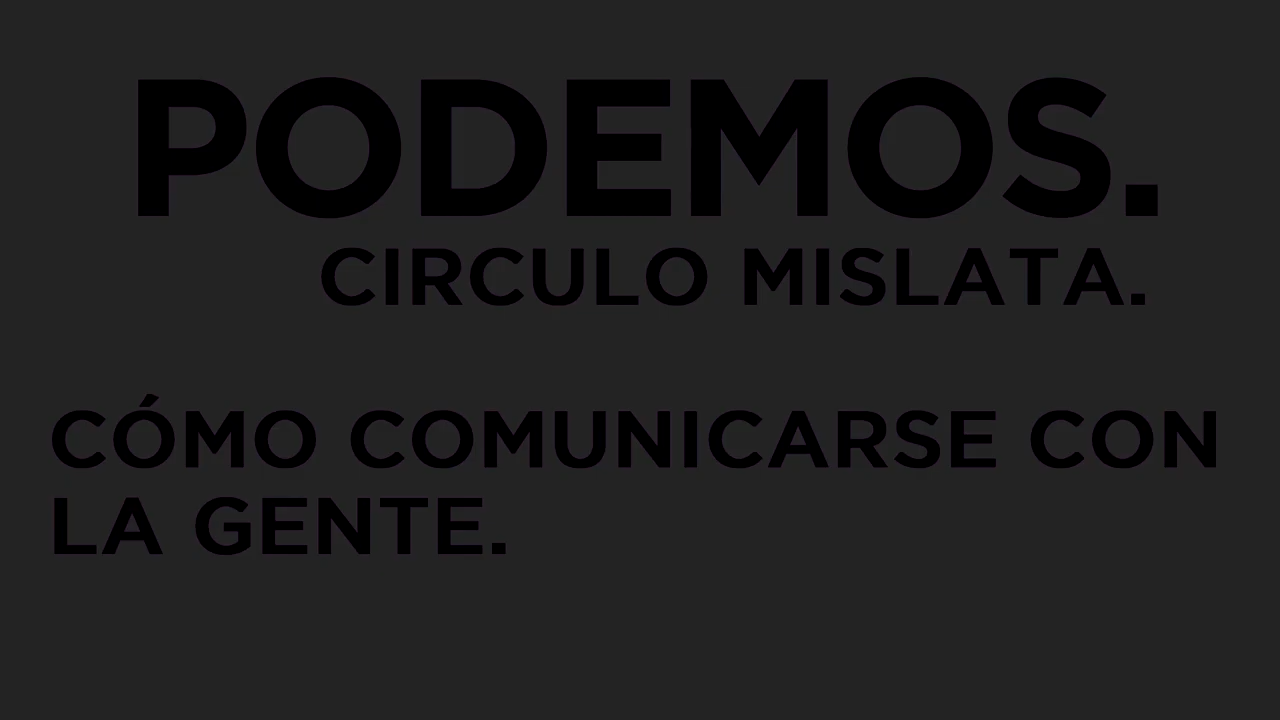 PODEMOS.
CIRCULO MISLATA.
CÓMO COMUNICARSE CON
LA GENTE.